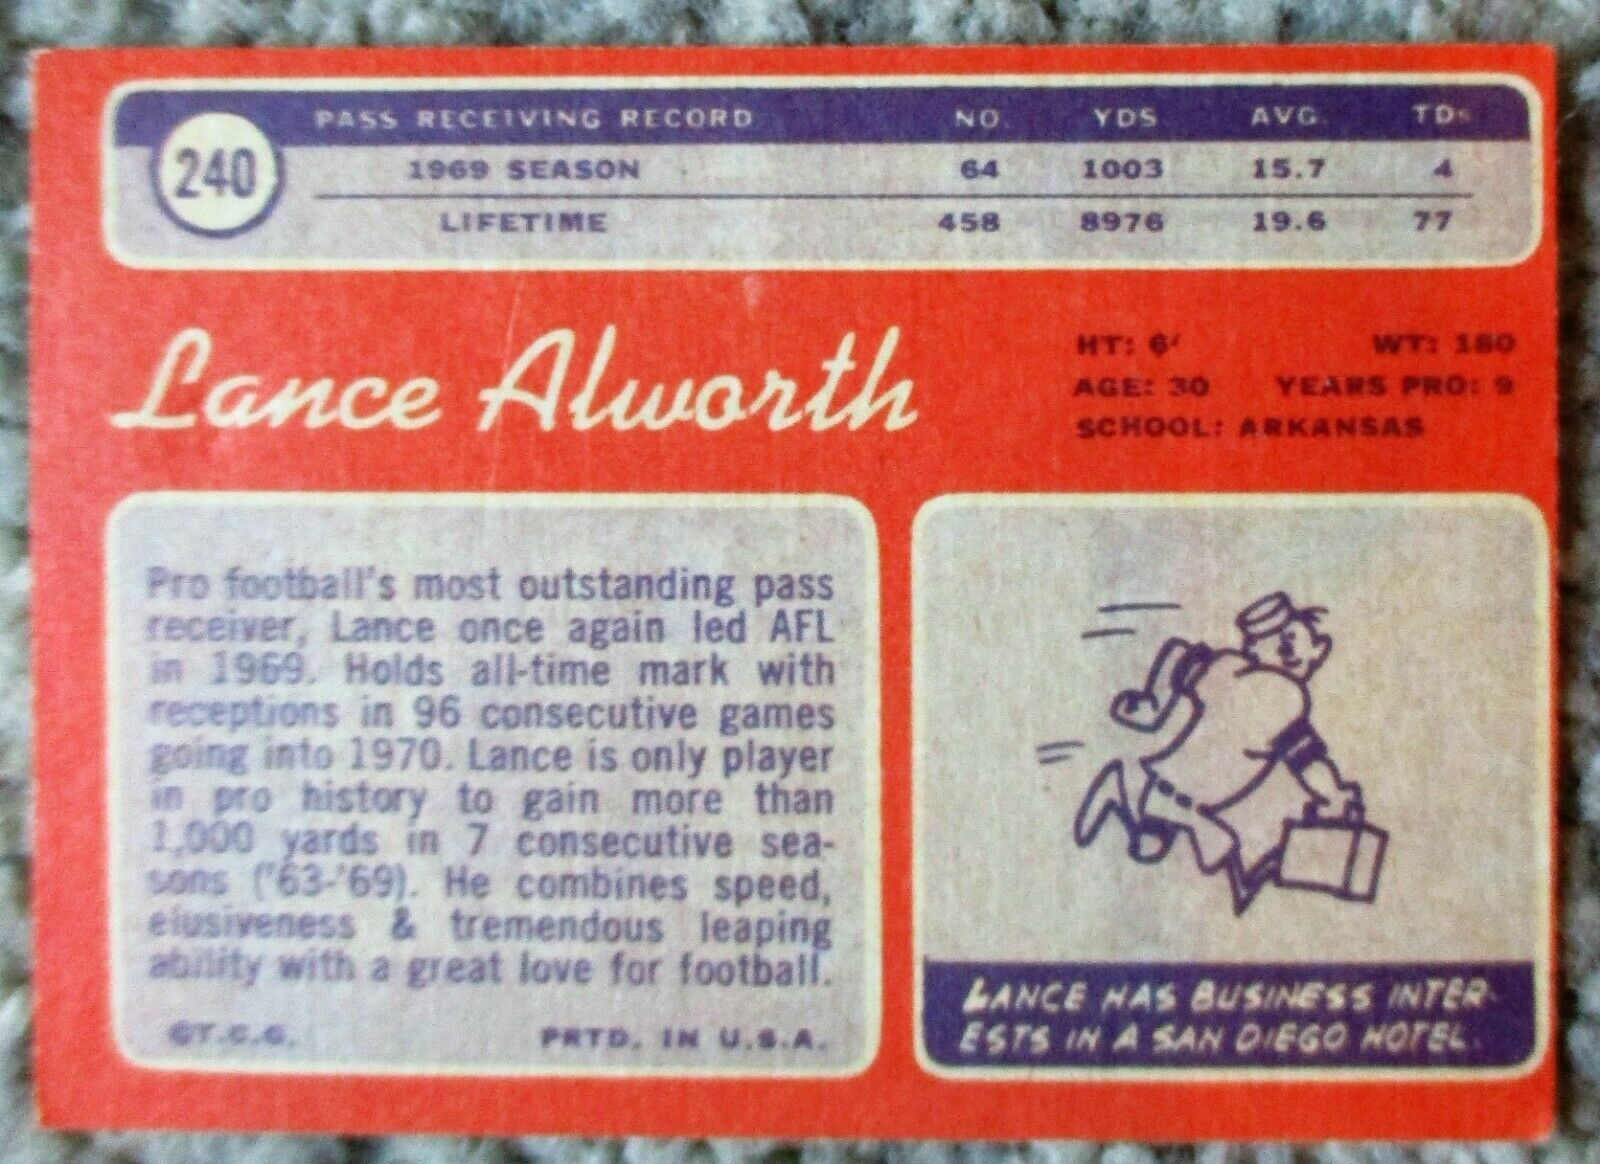 240
PASS RECEIVING RECORD NO. YDS AVG. TDs
1969 SEASON 64 1003 15.7 4
LIFETIME 458 8976 19.6 77
Lance Alworth
HT: 6' WT: 180
AGE: 30 YEARS PRO: 9
SCHOOL: ARKANSAS
Pro football's most outstanding pass
receiver, Lance once again led AFL
in 1969. Holds all-time mark with
receptions in 96 consecutive games
going into 1970. Lance is only player
in pro history to gain more than
1,000 yards in 7 consecutive sea-
sons ('63-'69). He combines speed,
elusiveness & tremendous leaping
ability with a great love for football.
©T.C.G. PRTD. IN U.S.A.
LANCE HAS BUSINESS INTER-
ESTS IN A SAN DIEGO HOTEL.